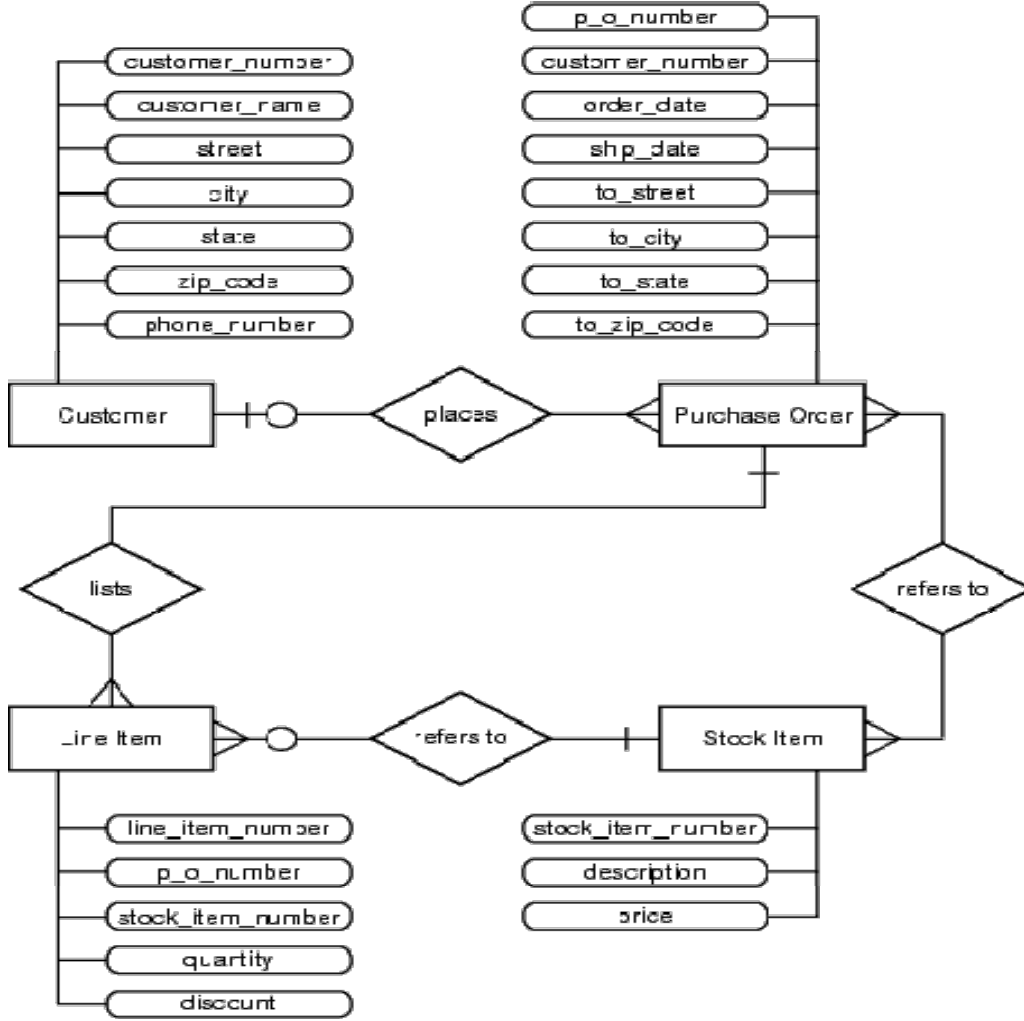 customer_number
customer_name
street
city
state
zip_code
phone_number
p_o_number
customer_number
order_date
ship_date
to_street
to_city
to_state
to_zip_code
Customer
places
Purchase Order
lists
refers to
Line Item
refers to
Stock Item
line_item_number
p_o_number
stock_item_number
quantity
discount
stock_item_number
description
price